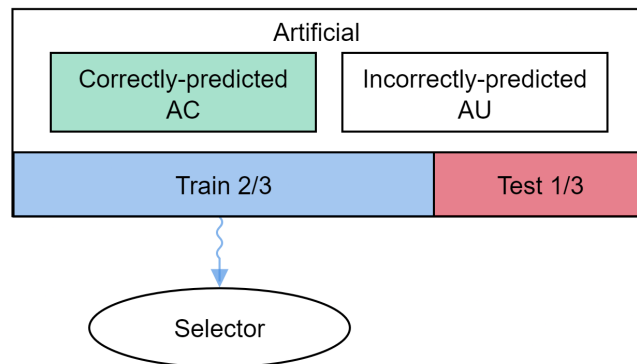 Artificial
Correctly-predicted
AC
Incorrectly-predicted
AU
Train 2/3
Test 1/3
Selector